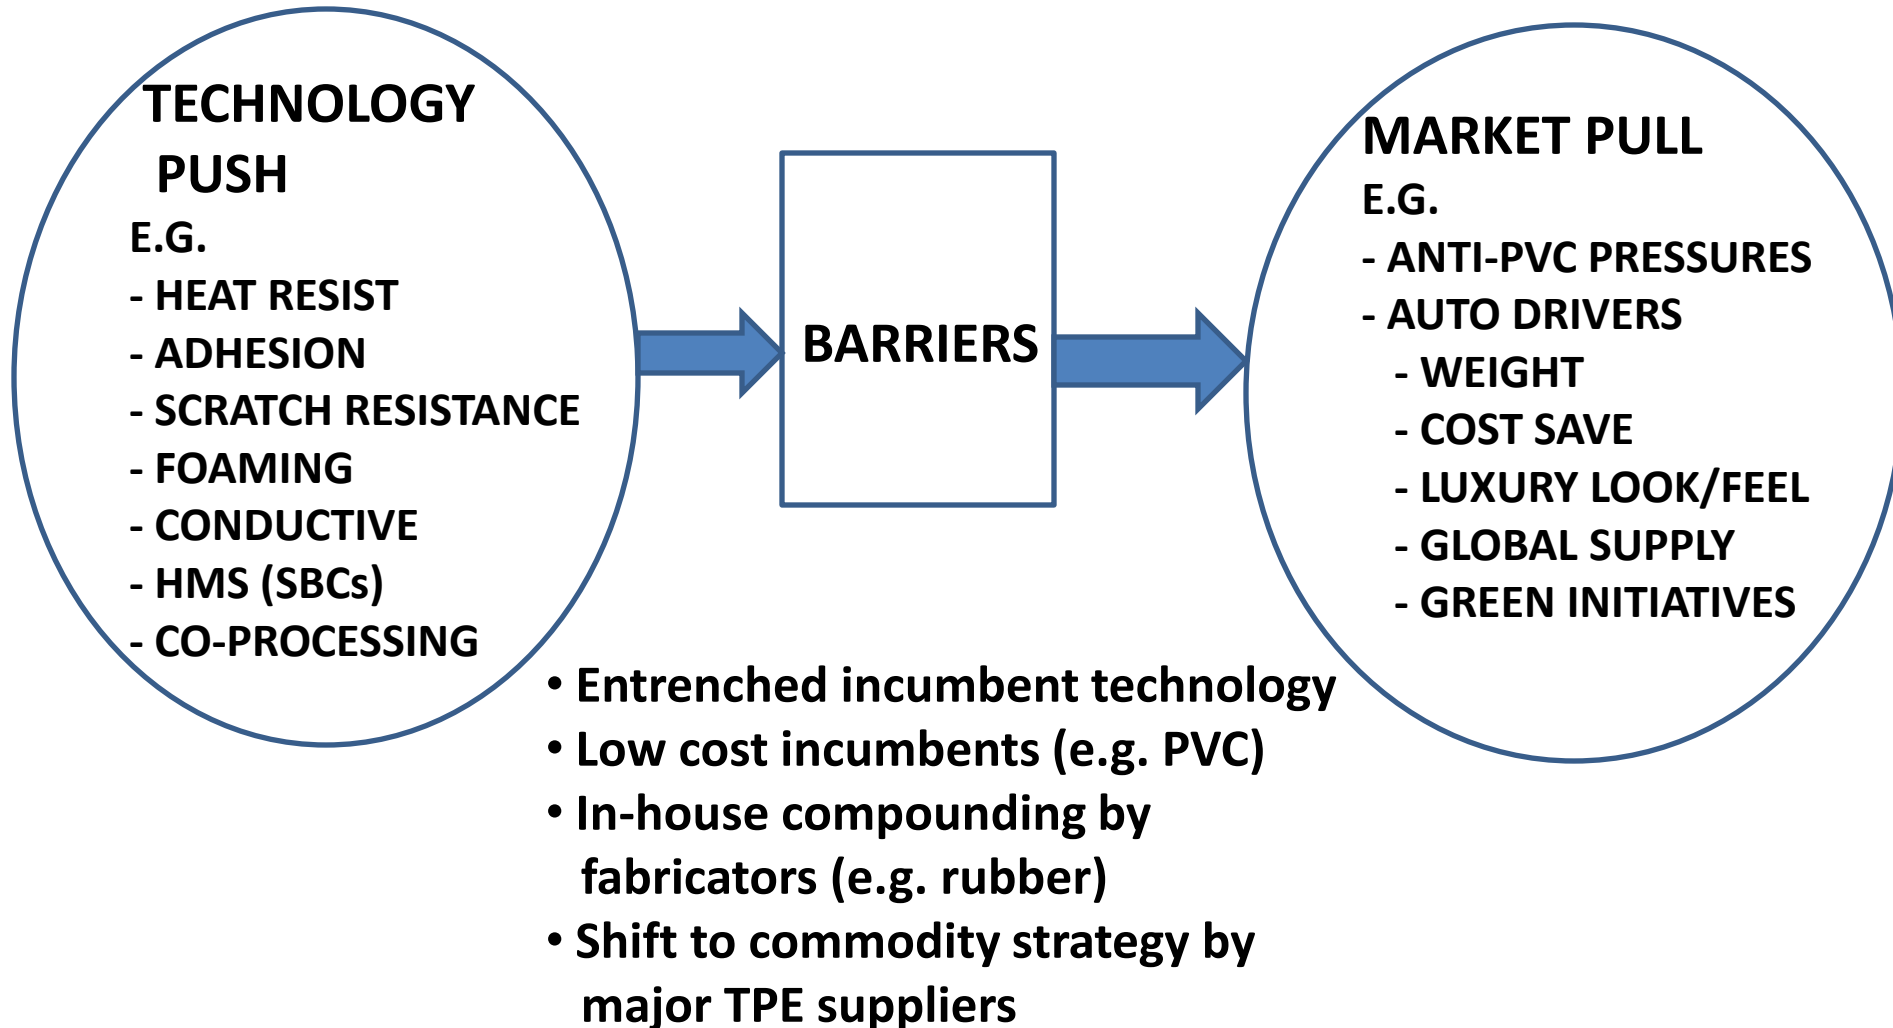 TECHNOLOGY
PUSH
E.G.
- HEAT RESIST
- ADHESION
- SCRATCH RESISTANCE
- FOAMING
- CONDUCTIVE
- HMS (SBCs)
- CO-PROCESSING
BARRIERS
MARKET PULL
E.G.
- ANTI-PVC PRESSURES
- AUTO DRIVERS
- WEIGHT
- COST SAVE
- LUXURY LOOK/FEEL
- GLOBAL SUPPLY
- GREEN INITIATIVES
• Entrenched incumbent technology
• Low cost incumbents (e.g. PVC)
• In-house compounding by
fabricators (e.g. rubber)
• Shift to commodity strategy by
major TPE suppliers